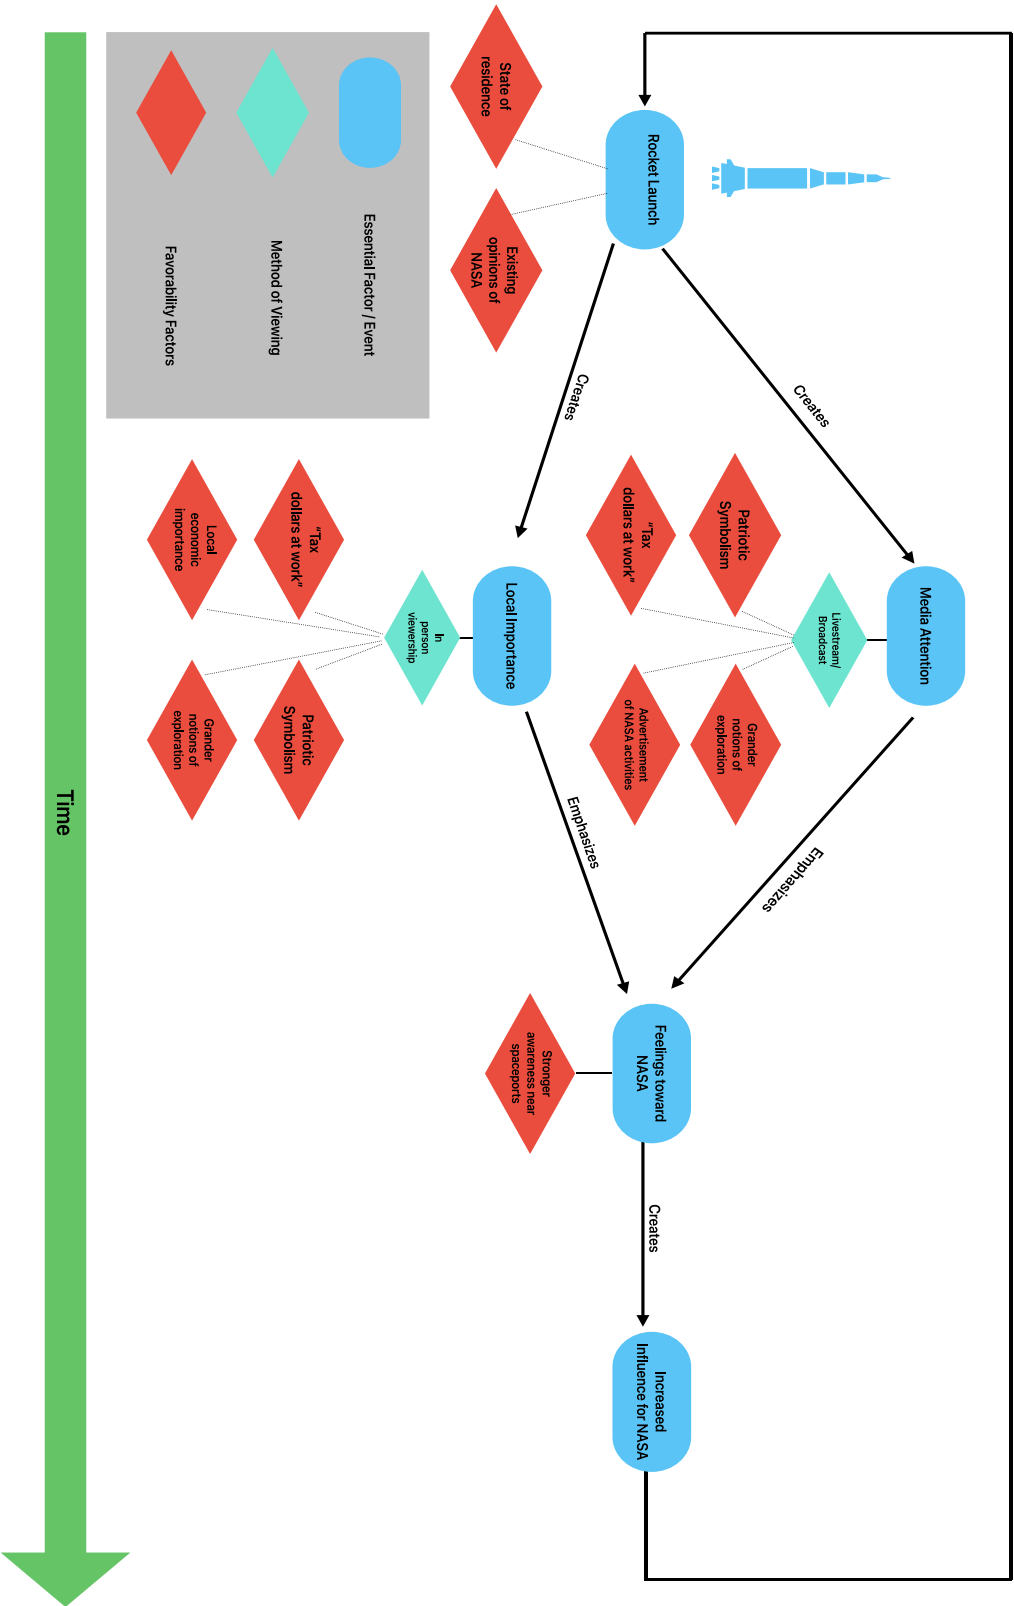 Rocket Launch
State of
residence
Existing
opinions of
NASA
Creates
Creates
Media Attention
Livestream/
Broadcast
Patriotic
Symbolism
“Tax
dollars at work”
Grander
notions of
exploration
Advertisement
of NASA activities
Local Importance
In
person
viewership
“Tax
dollars at work”
Local
economic
importance
Patriotic
Symbolism
Grander
notions of
exploration
Emphasizes
Emphasizes
Feelings toward
NASA
Stronger
awareness near
spaceports
Creates
Increased
Influence for NASA
Essential Factor / Event
Method of Viewing
Favorability Factors
Time